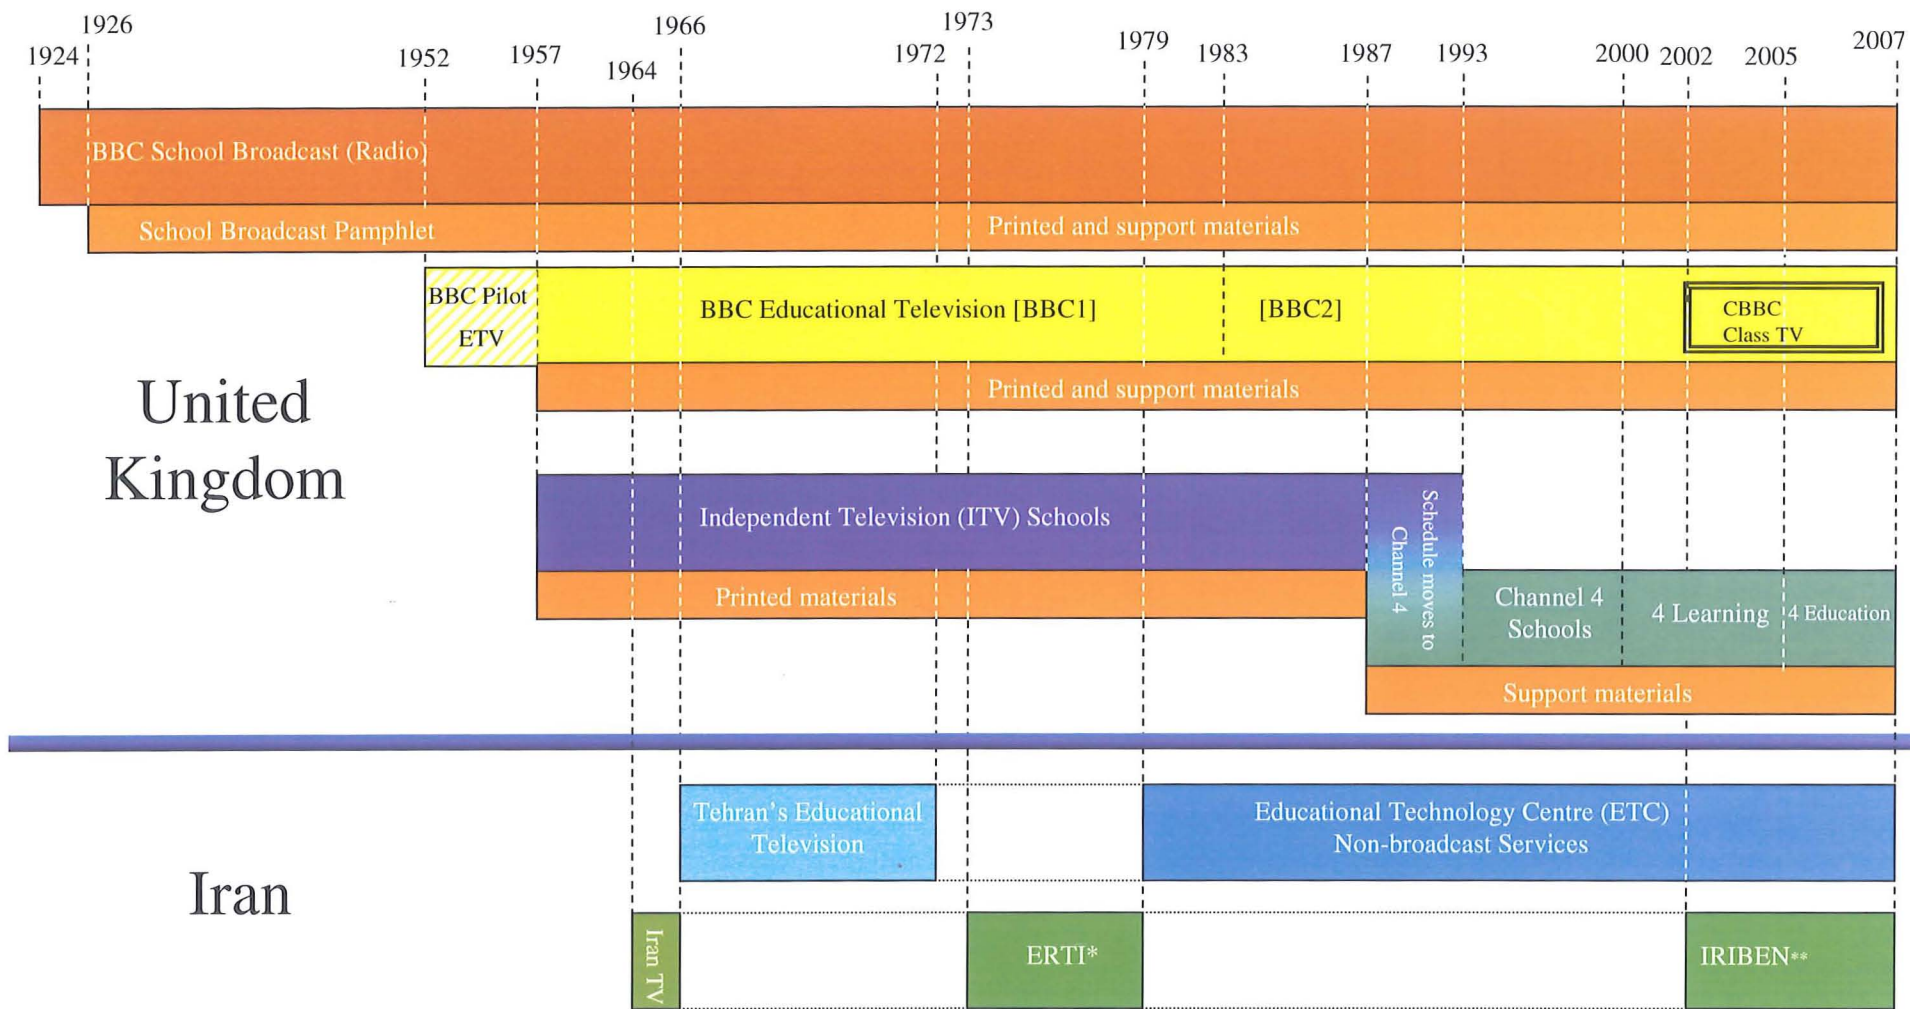 1926
1966
1973
1924
1952
1957
1964
1972
1979
1983
1987
1993
2000
2002
2005
2007
BBC School Broadcast (Radio)
School Broadcast Pamphlet
Printed and support materials
BBC Pilot
ETV
BBC Educational Television [BBC1]
[BBC2]
CBBC
Class TV
Printed and support materials
United
Kingdom
Independent Television (ITV) Schools
Schedule moves to
Channel 4
Printed materials
Channel 4
Schools
4 Learning
4 Education
Support materials
Iran
Tehran’s Educational
Television
Educational Technology Centre (ETC)
Non-broadcast Services
Iran TV
ERTI*
IRIBEN**